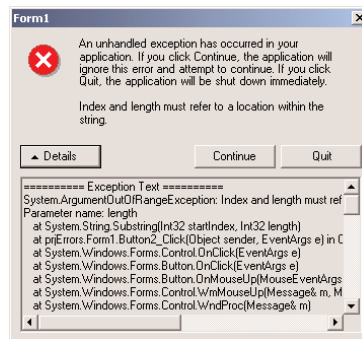 Form1
An unhandled exception has occurred in your
application. If you click Continue, the application will
ignore this error and attempt to continue. If you click
Quit, the application will be shut down immediately.
Index and length must refer to a location within the
string.
Details
Continue
Quit
========== Exception Text ==========
System.ArgumentOutOfRangeException: Index and length must ref
Parameter name: length
at System.String.Substring(Int32 startIndex, Int32 length)
at prjErrors.Form1.Button2_Click(Object sender, EventArgs e) in C
at System.Windows.Forms.Control.OnClick(EventArgs e)
at System.Windows.Forms.Button.OnClick(EventArgs e)
at System.Windows.Forms.Button.OnMouseUp(MouseEventArgs
at System.Windows.Forms.Control.WmMouseUp(Message& m, M
at System.Windows.Forms.Control.WndProc(Message& m)